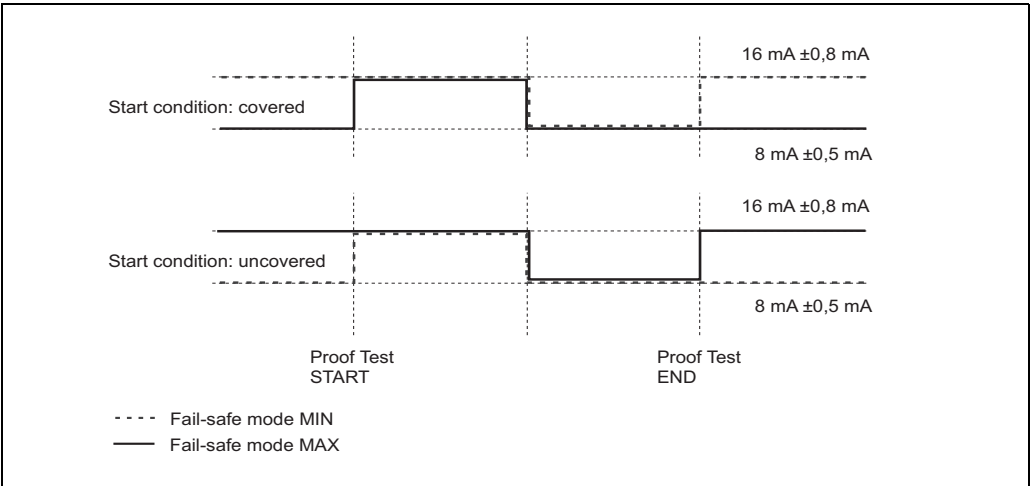 16 mA ±0,8 mA
Start condition: covered
8 mA ±0,5 mA
16 mA ±0,8 mA
Start condition: uncovered
8 mA ±0,5 mA
Proof Test
START
Proof Test
END
Fail-safe mode MIN
Fail-safe mode MAX